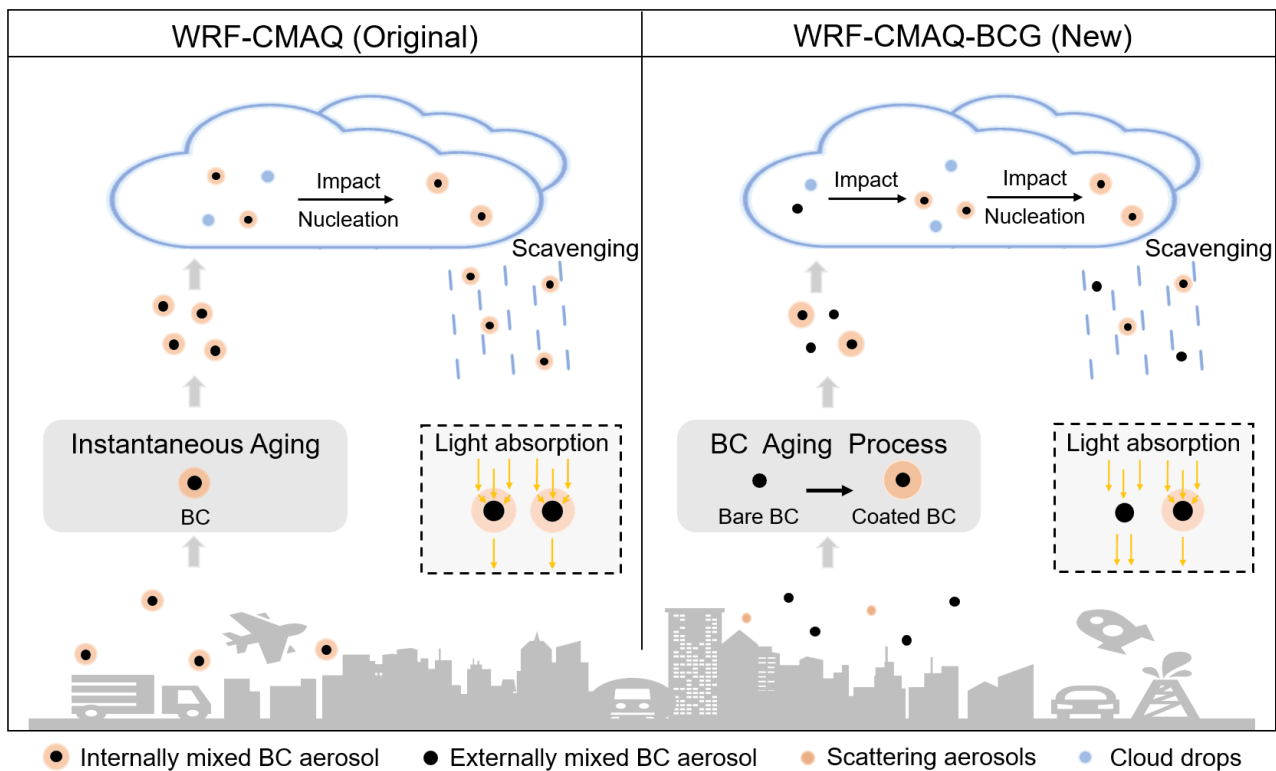 WRF-CMAQ (Original)
WRF-CMAQ-BCG (New)
Impact
Nucleation
Scavenging
Instantaneous Aging
BC
Light absorption
Impact
Impact
Nucleation
Scavenging
BC Aging Process
Bare BC
Coated BC
Light absorption
Internally mixed BC aerosol
Externally mixed BC aerosol
Scattering aerosols
Cloud drops